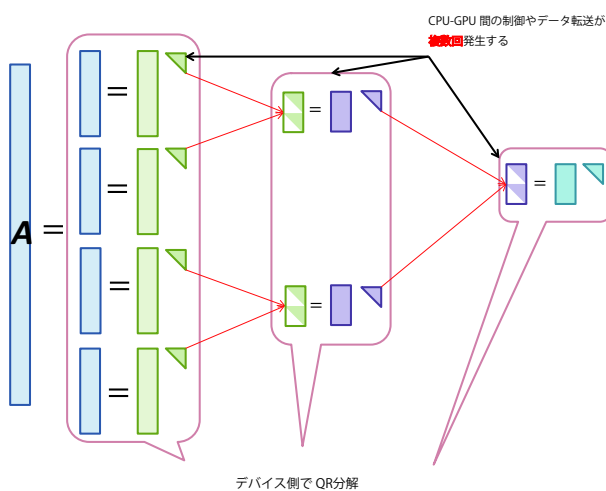 CPU-GPU 間の制御やデータ転送が
複数回発生する
A =
=
=
=
=
=
=
=
デバイス側で QR分解